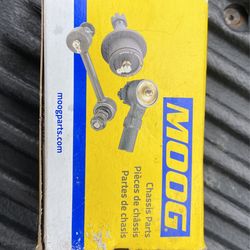 MOOG
Chassis Parts
Pièces de châssis
Partes de chasis
moogparts.com